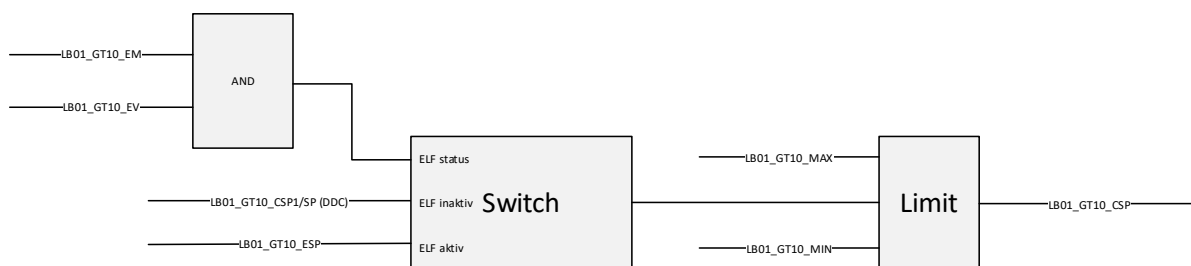 LB01_GT10_EM
AND
LB01_GT10_EV
ELF status
LB01_GT10_MAX
LB01_GT10_CSP1/SP (DDC)
ELF inaktiv
Switch
Limit
LB01_GT10_CSP
LB01_GT10_ESP
ELF aktiv
LB01_GT10_MIN